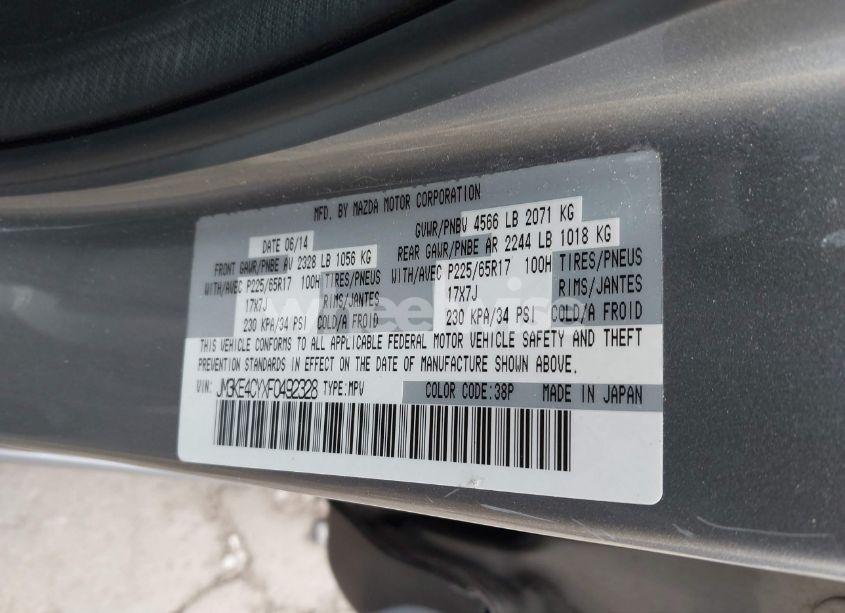 MFD. BY MAZDA MOTOR CORPORATION
DATE 06/14 GVWR/PNBV 4566 LB 2071 KG
FRONT GAWR/PNBE AV 2328 LB 1056 KG REAR GAWR/PNBE AR 2244 LB 1018 KG
WITH/AVEC P225/65R17 100H TIRES/PNEUS WITH/AVEC P225/65R17 100H TIRES/PNEUS
17X7J RIMS/JANTES 17X7J RIMS/JANTES
230 KPA/34 PSI COLD/A FROID 230 KPA/34 PSI COLD/A FROID
THIS VEHICLE CONFORMS TO ALL APPLICABLE FEDERAL MOTOR VEHICLE SAFETY AND THEFT
PREVENTION STANDARDS IN EFFECT ON THE DATE OF MANUFACTURE SHOWN ABOVE.
VIN: JM3KE4CYXF0492328 TYPE:MPV COLOR CODE:38P MADE IN JAPAN